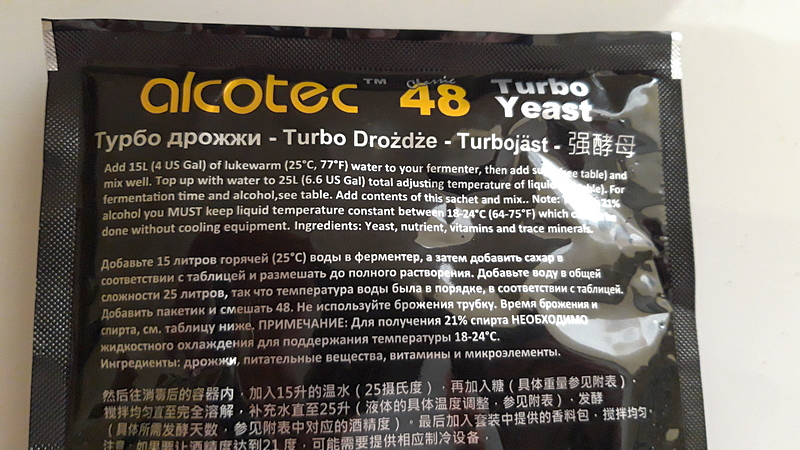 alcotec™ Classic 48 Turbo Yeast
Турбо дрожжи - Turbo Drożdże - Turbojäst - 强酵母
Add 15L (4 US Gal) of lukewarm (25°C, 77°F) water to your fermenter, then add see table) and
mix well. Top up with water to 25L (6.6 US Gal) total adjusting temperature of liquid For
fermentation time and alcohol,see table. Add contents of this sachet and mix.. Note: 21%
alcohol you MUST keep liquid temperature constant between 18-24°C (64-75°F) which be
done without cooling equipment. Ingredients: Yeast, nutrient, vitamins and trace minerals.
Добавьте 15 литров горячей (25°C) воды в ферментер, а затем добавить сахар в
соответствии с таблицей и размешать до полного растворения. Добавьте воду в общей
сложности 25 литров, так что температура воды была в порядке, в соответствии с таблицей.
Добавить пакетик и смешать 48. Не используйте брожения трубку. Время брожения и
спирта, см. таблицу ниже. ПРИМЕЧАНИЕ: Для получения 21% спирта НЕОБХОДИМО
жидкостного охлаждения для поддержания температуры 18-24°C.
Ингредиенты: дрожжи, питательные вещества, витамины и микроэлементы.
然后往消毒后的容器内，加入15升的温水（25摄氏度），再加入糖（具体重量参见附表）.
搅拌均匀直至完全溶解，补充水直至25升（液体的具体温度调整，参见附表）. 发酵
（具体所需发酵天数，参见附表中对应的酒精度）。最后加入套装中提供的香料包，搅拌均匀.
注意. 如果要让酒精度达到21度，可能需要提供相应制冷设备.